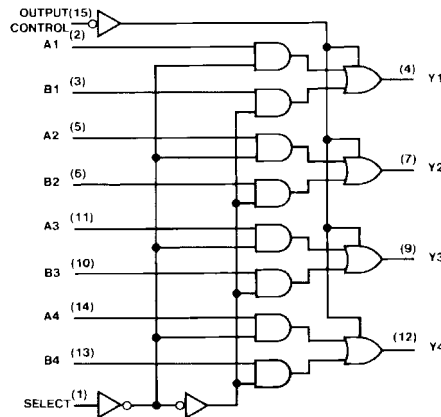 OUTPUT (15)
CONTROL
(2)
A1
(3)
B1
(4)
Y1
(5)
A2
(6)
B2
(7)
Y2
(11)
A3
(10)
B3
(9)
Y3
(14)
A4
(13)
B4
(12)
Y4
SELECT (1)